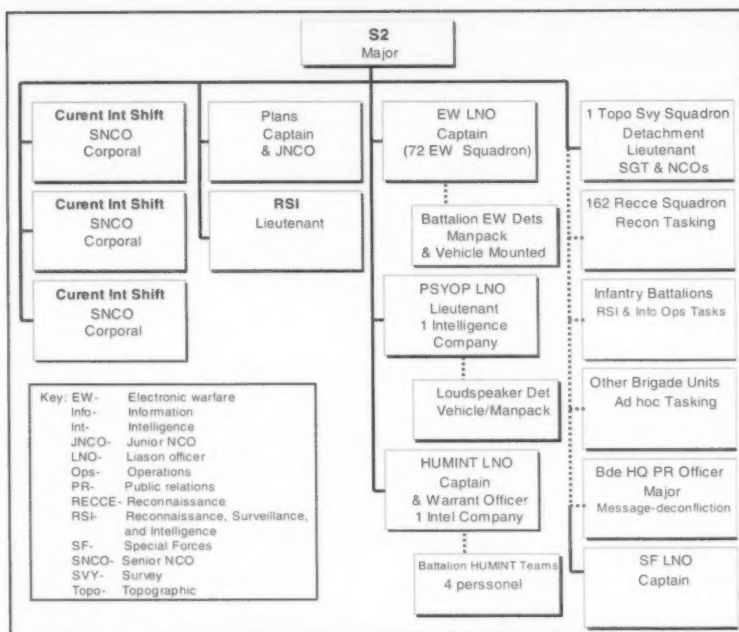 S2
Major
Curent Int Shift
SNCO
Corporal
Curent Int Shift
SNCO
Corporal
Curent Int Shift
SNCO
Corporal
Plans
Captain
& JNCO
RSI
Lieutenant
EW LNO
Captain
(72 EW Squadron)
Battalion EW Dets
Manpack
& Vehicle Mounted
PSYOP LNO
Lieutenant
1 Intelligence
Company
Loudspeaker Det
Vehicle/Manpack
HUMINT LNO
Captain
& Warrant Officer
1 Intel Company
Battalion HUMINT Teams
4 perssonel
1 Topo Svy Squadron
Detachment
Lieutenant
SGT & NCOs
162 Recce Squadron
Recon Tasking
Infantry Battalions
RSI & Info Ops Tasks
Other Brigade Units
Ad hoc Tasking
Bde HQ PR Officer
Major
Message-deconfliction
SF LNO
Captain
Key: EW- Electronic warfare
Info- Information
Int- Intelligence
JNCO- Junior NCO
LNO- Liason officer
Ops- Operations
PR- Public relations
RECCE- Reconnaissance
RSI- Reconnaissance, Surveillance,
and Intelligence
SF- Special Forces
SNCO- Senior NCO
SVY- Survey
Topo- Topographic